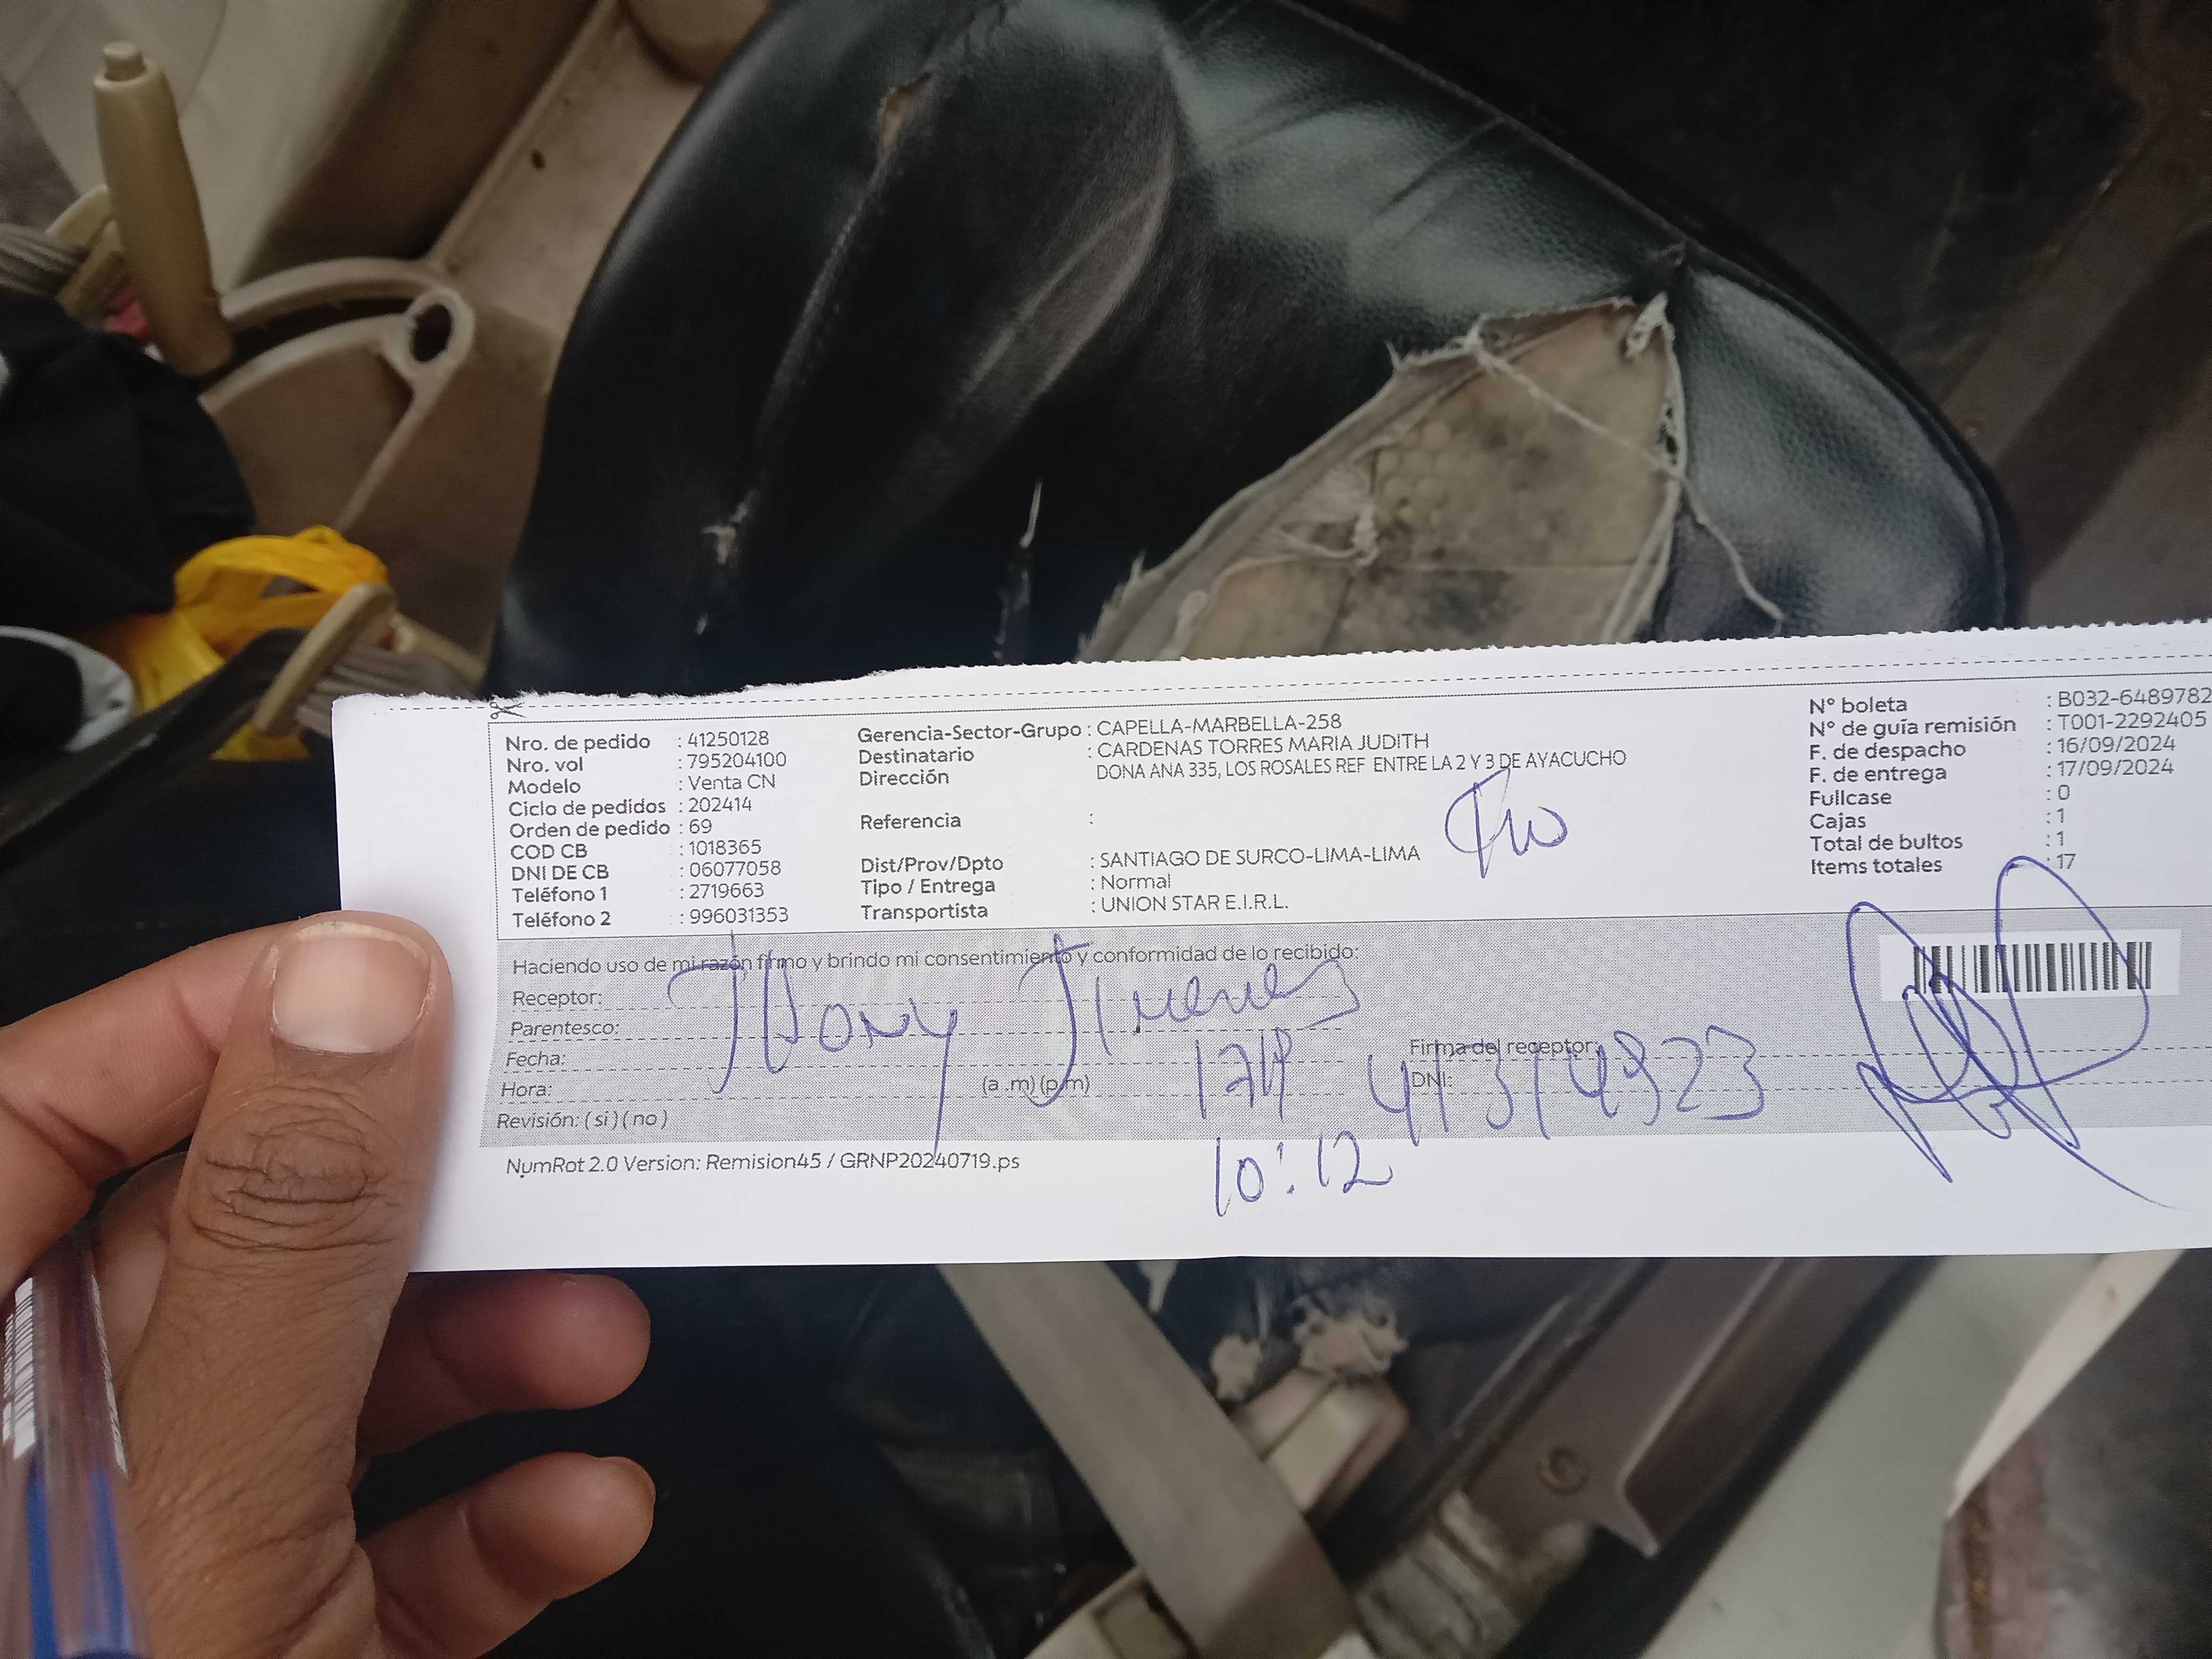 Nro. de pedido : 41250128
Nro. vol : 795204100
Modelo : Venta CN
Ciclo de pedidos : 202414
Orden de pedido : 69
COD CB : 1018365
DNI DE CB : 06077058
Teléfono 1 : 2719663
Teléfono 2 : 996031353
Gerencia-Sector-Grupo : CAPELLA-MARBELLA-258
Destinatario : CARDENAS TORRES MARIA JUDITH
Dirección DONA ANA 335, LOS ROSALES REF ENTRE LA 2 Y 3 DE AYACUCHO
Referencia :
Dist/Prov/Dpto : SANTIAGO DE SURCO-LIMA-LIMA
Tipo / Entrega : Normal
Transportista : UNION STAR E.I.R.L.
N° boleta : B032-6489782
N° de guía remisión : T001-2292405
F. de despacho : 16/09/2024
F. de entrega : 17/09/2024
Fullcase : 0
Cajas : 1
Total de bultos : 1
Items totales : 17
Haciendo uso de mi razón firmo y brindo mi consentimiento y conformidad de lo recibido:
Receptor:
Parentesco:
Fecha:
Hora: (a .m) (p.m)
Revisión: ( si ) ( no )
Firma del receptor:
DNI:
10:12
NumRot 2.0 Version: Remision45 / GRNP20240719.ps